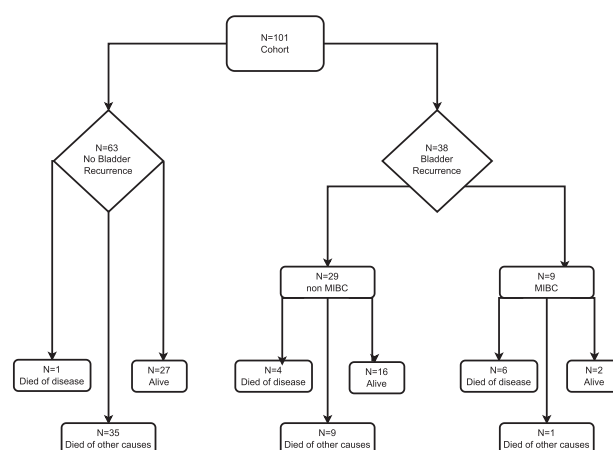 N=101
Cohort
N=63
No Bladder
Recurrence
N=38
Bladder
Recurrence
N=29
non MIBC
N=9
MIBC
N=1
Died of disease
N=27
Alive
N=4
Died of disease
N=16
Alive
N=6
Died of disease
N=2
Alive
N=35
Died of other causes
N=9
Died of other causes
N=1
Died of other causes